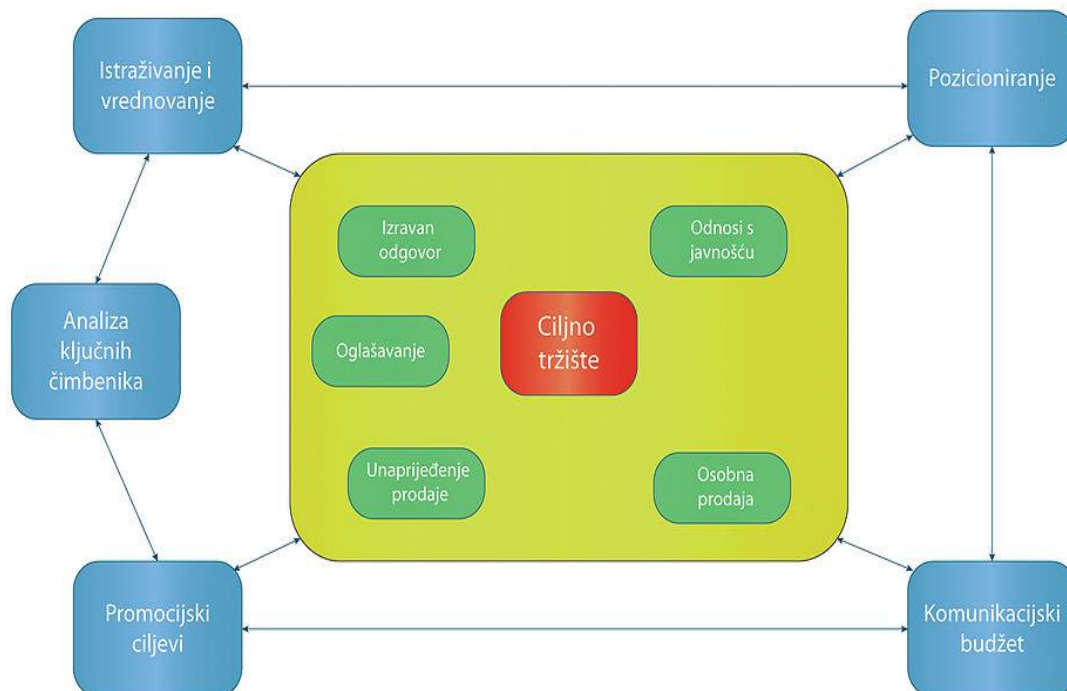 Istraživanje i
vrednovanje
Pozicioniranje
Izravan
odgovor
Odnosi s
javnošću
Analiza
ključnih
čimbenika
Oglašavanje
Ciljno
tržište
Unaprijeđenje
prodaje
Osobna
prodaja
Promocijski
ciljevi
Komunikacijski
budžet